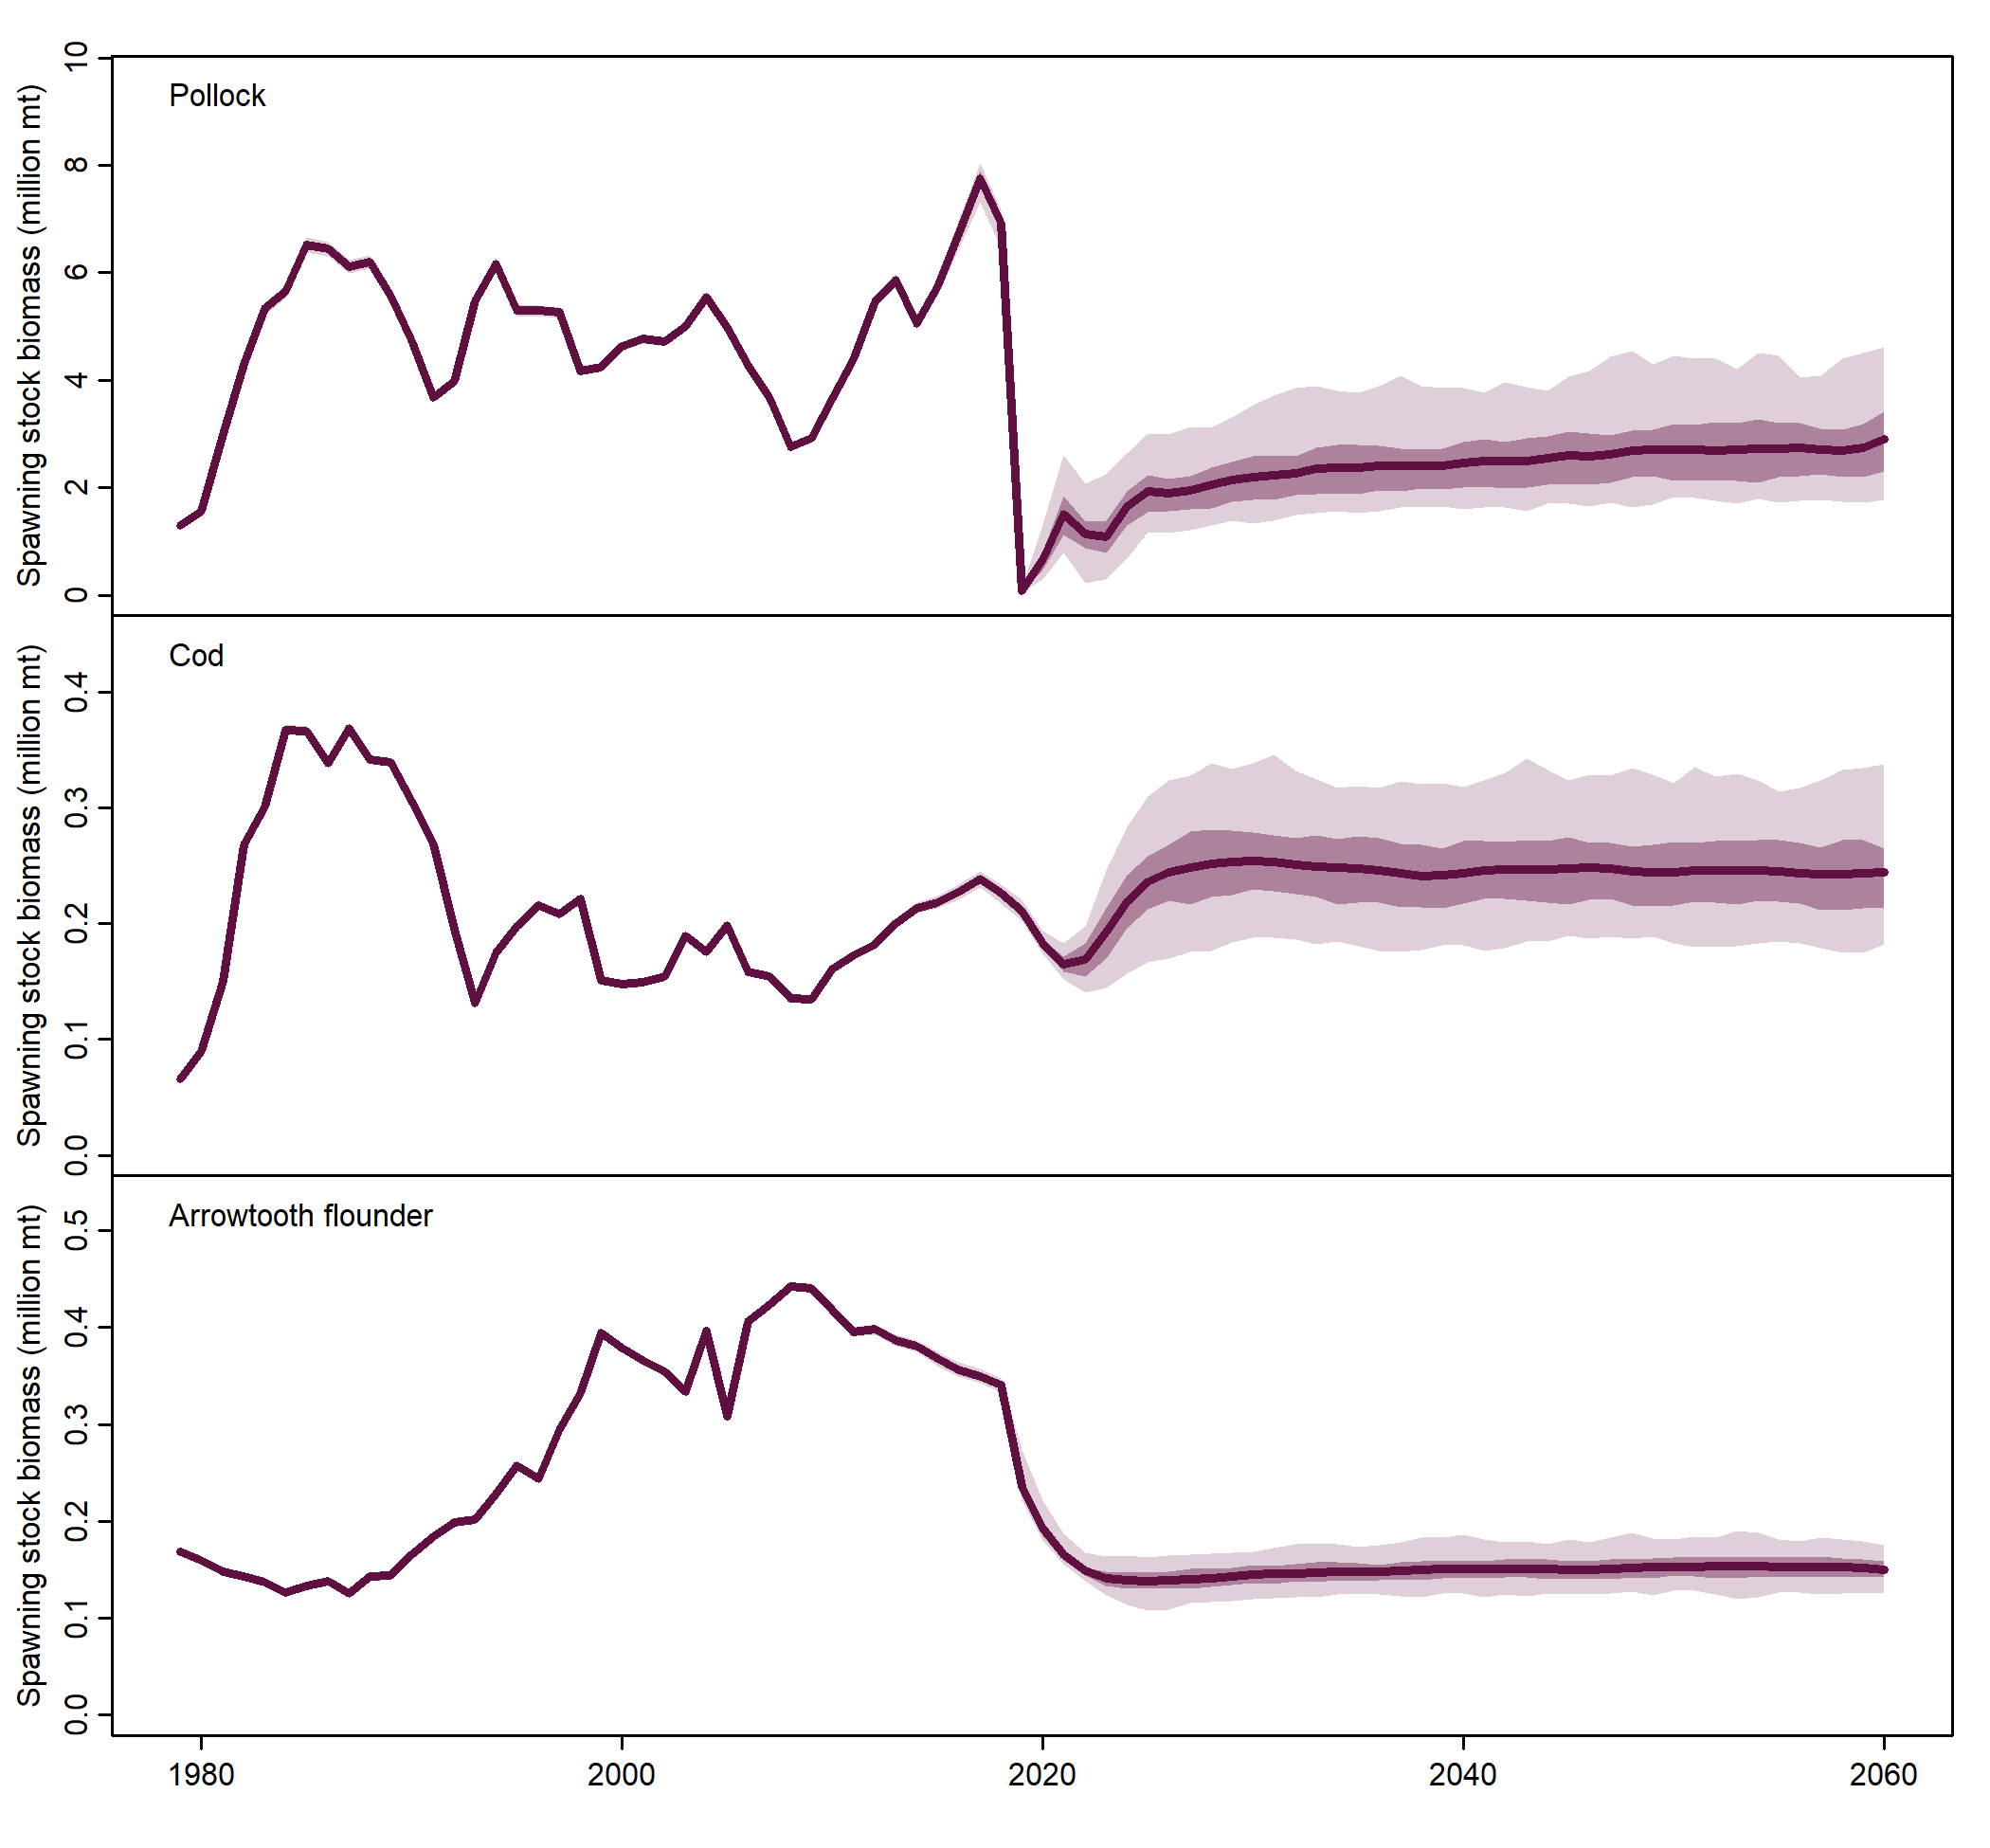 Pollock
Spawning stock biomass (million mt)
10
8
6
4
2
0
Cod
Spawning stock biomass (million mt)
0.4
0.3
0.2
0.1
0.0
Arrowtooth flounder
Spawning stock biomass (million mt)
0.5
0.4
0.3
0.2
0.1
0.0
1980 2000 2020 2040 2060